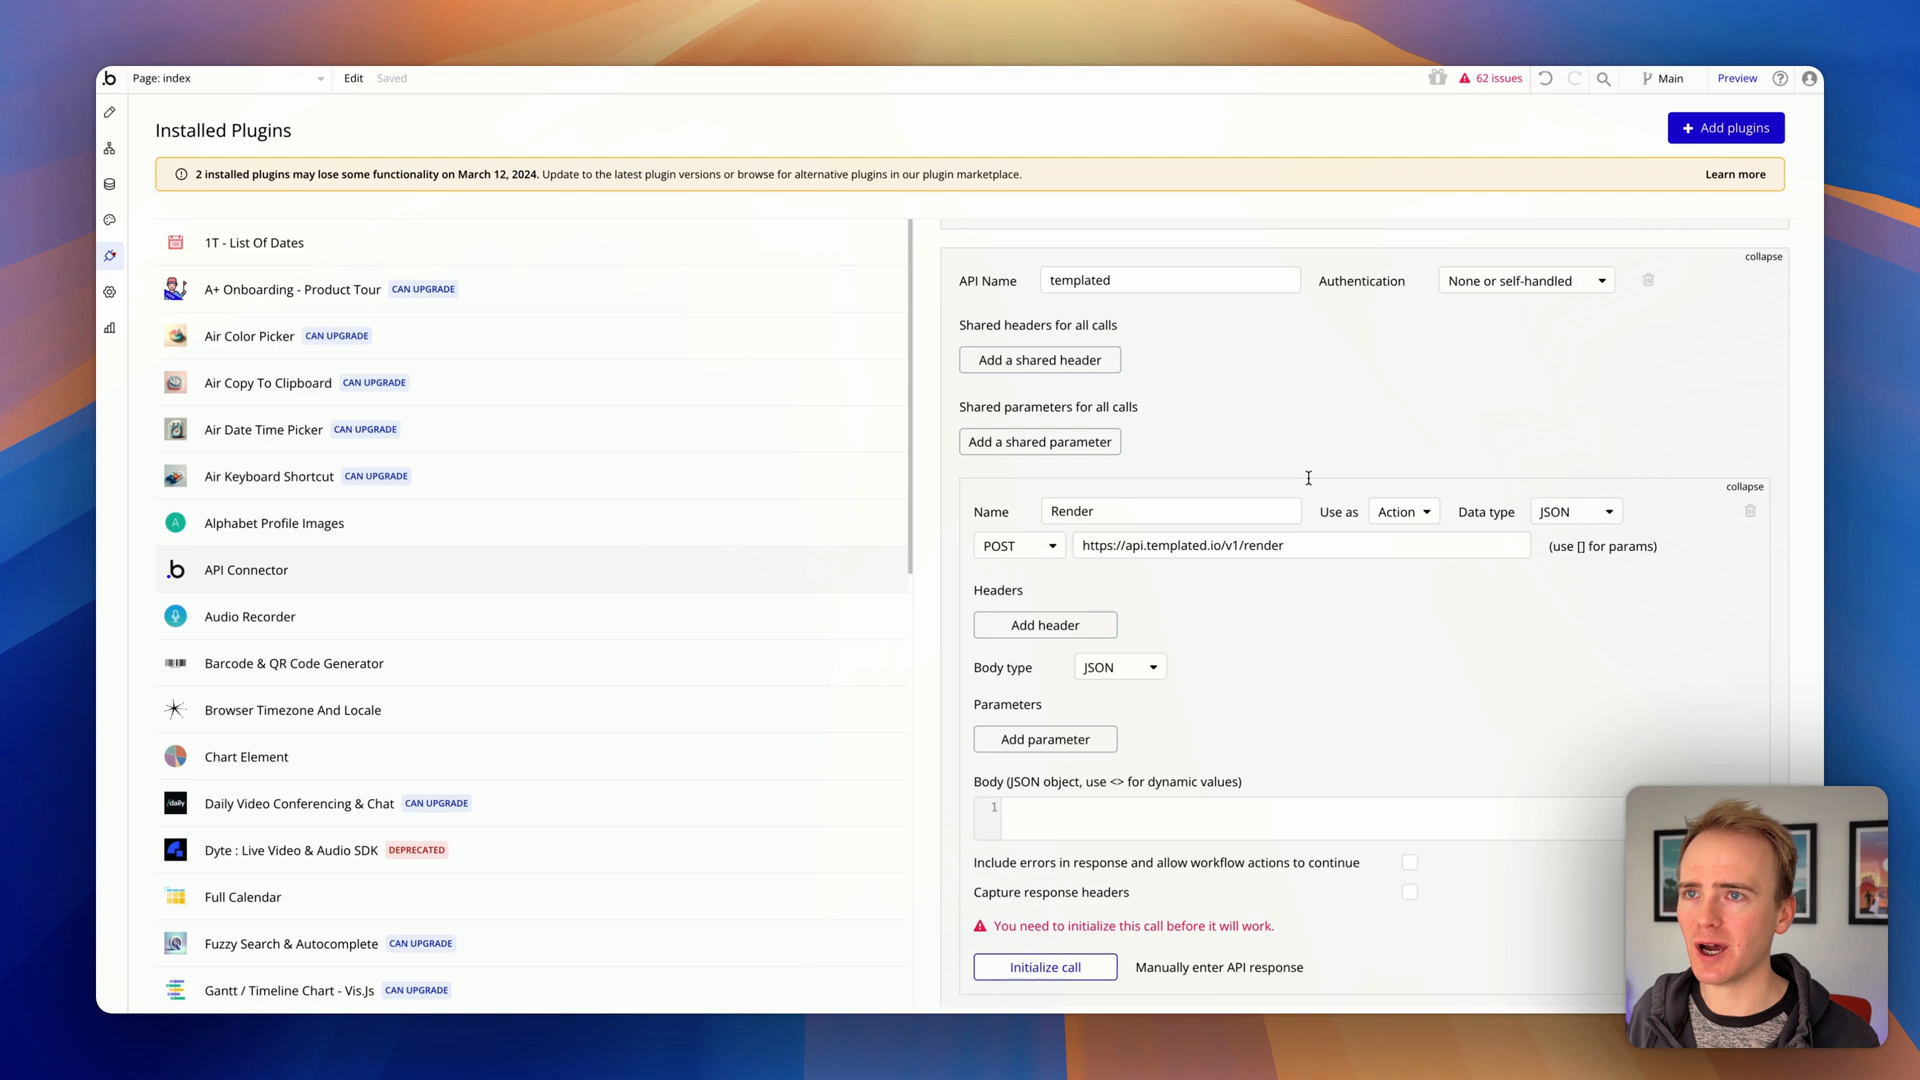 .b Page: index Edit Saved 62 issues Main Preview
Installed Plugins
+ Add plugins
2 installed plugins may lose some functionality on March 12, 2024. Update to the latest plugin versions or browse for alternative plugins in our plugin marketplace. Learn more
1T - List Of Dates
A+ Onboarding - Product Tour CAN UPGRADE
Air Color Picker CAN UPGRADE
Air Copy To Clipboard CAN UPGRADE
Air Date Time Picker CAN UPGRADE
Air Keyboard Shortcut CAN UPGRADE
A Alphabet Profile Images
.b API Connector
Audio Recorder
Barcode & QR Code Generator
Browser Timezone And Locale
Chart Element
/daily Daily Video Conferencing & Chat CAN UPGRADE
Dyte : Live Video & Audio SDK DEPRECATED
Full Calendar
Fuzzy Search & Autocomplete CAN UPGRADE
Gantt / Timeline Chart - Vis.Js CAN UPGRADE
collapse
API Name templated Authentication None or self-handled
Shared headers for all calls
Add a shared header
Shared parameters for all calls
Add a shared parameter
collapse
Name Render Use as Action Data type JSON
POST https://api.templated.io/v1/render (use [] for params)
Headers
Add header
Body type JSON
Parameters
Add parameter
Body (JSON object, use <> for dynamic values)
1
Include errors in response and allow workflow actions to continue
Capture response headers
You need to initialize this call before it will work.
Initialize call Manually enter API response